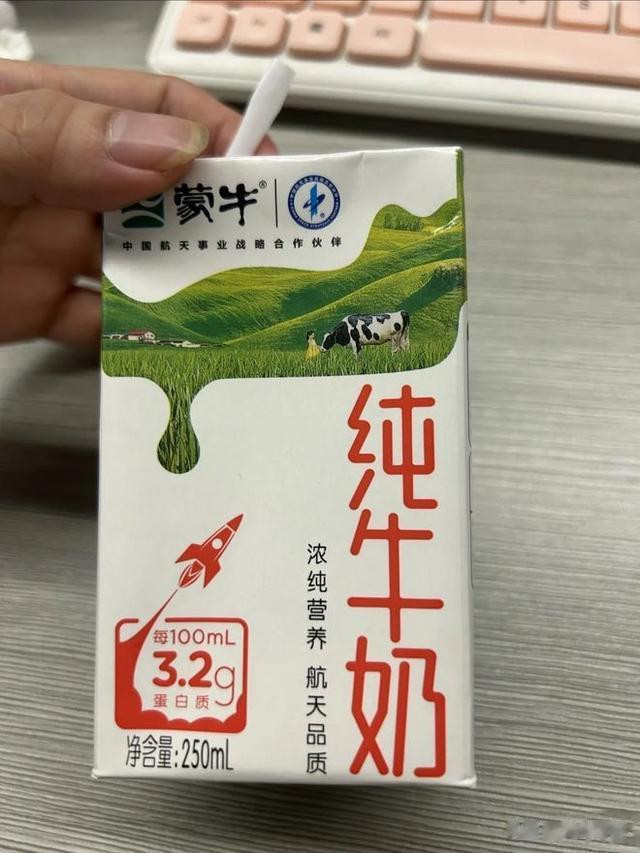 蒙牛®
中国航天事业战略合作伙伴
纯牛奶
浓纯营养 航天品质
每100mL
3.2g
蛋白质
净含量:250mL